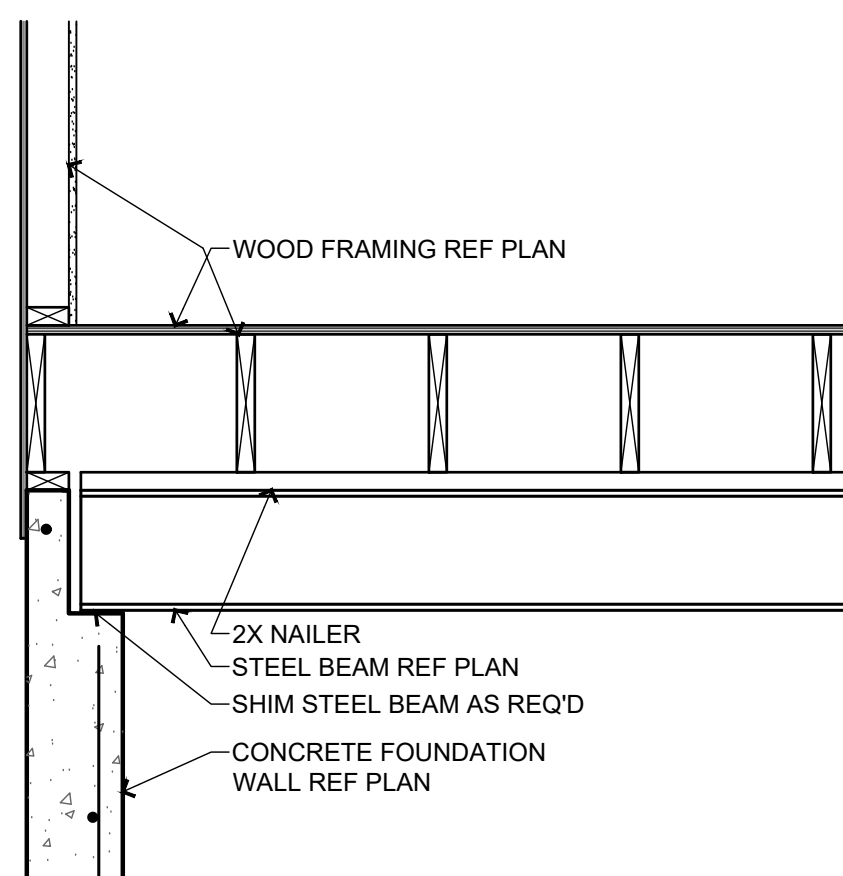 WOOD FRAMING REF PLAN
2X NAILER
STEEL BEAM REF PLAN
SHIM STEEL BEAM AS REQ'D
CONCRETE FOUNDATION
WALL REF PLAN